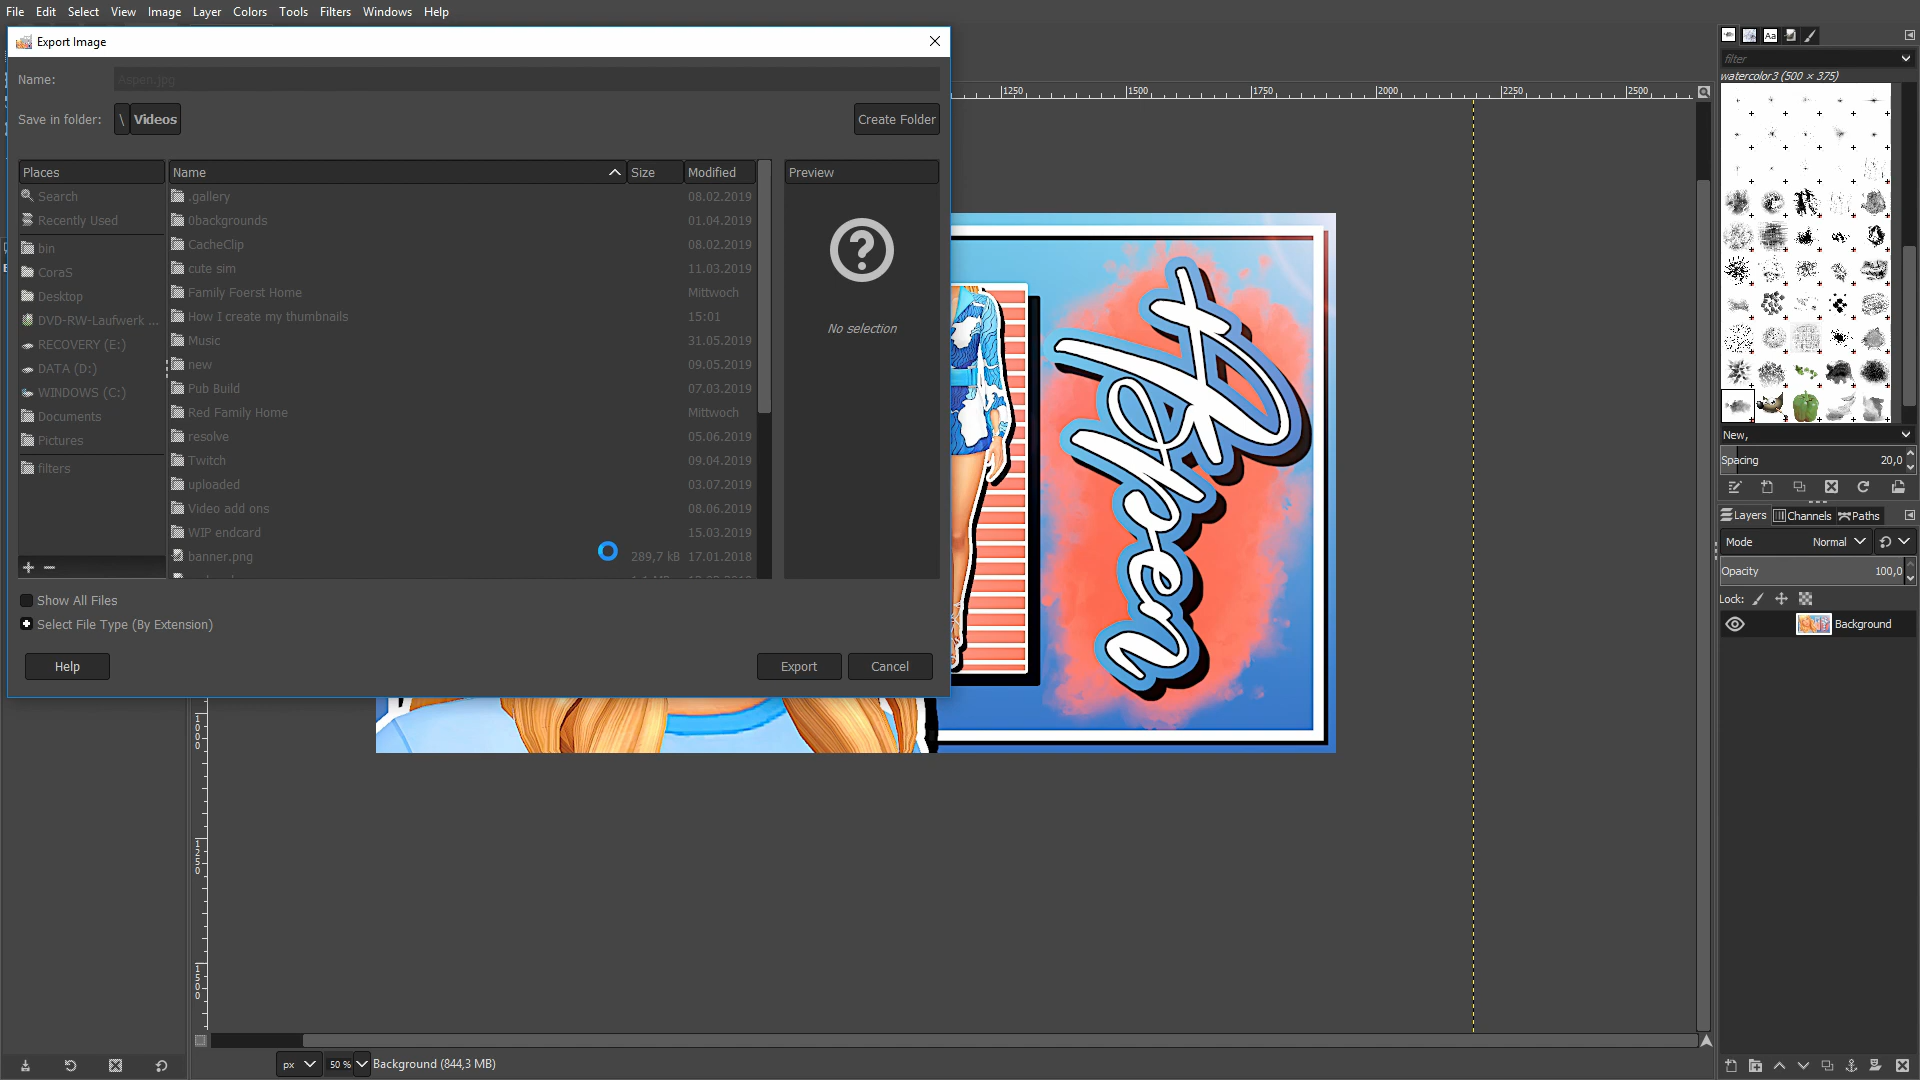 File Edit Select View Image Layer Colors Tools Filters Windows Help
Export Image
Name: Aspen.jpg
Save in folder: \ Videos Create Folder
Places Name Size Modified Preview
Search
Recently Used
bin
CoraS
Desktop
DVD-RW-Laufwerk ...
RECOVERY (E:)
DATA (D:)
WINDOWS (C:)
Documents
Pictures
filters
.gallery 08.02.2019
0backgrounds 01.04.2019
CacheClip 08.02.2019
cute sim 11.03.2019
Family Foerst Home Mittwoch
How I create my thumbnails 15:01
Music 31.05.2019
new 09.05.2019
Pub Build 07.03.2019
Red Family Home Mittwoch
resolve 05.06.2019
Twitch 09.04.2019
uploaded 03.07.2019
Video add ons 08.06.2019
WIP endcard 15.03.2019
banner.png 289,7 kB 17.01.2018
No selection
Show All Files
Select File Type (By Extension)
Help Export Cancel
1250 1500 1750 2000 2250 2500
1000
1250
1500
Aspen
px 50 % Background (844,3 MB)
Aa
filter
watercolor3 (500 × 375)
New,
Spacing 20,0
Layers Channels Paths
Mode Normal
Opacity 100,0
Lock:
Background